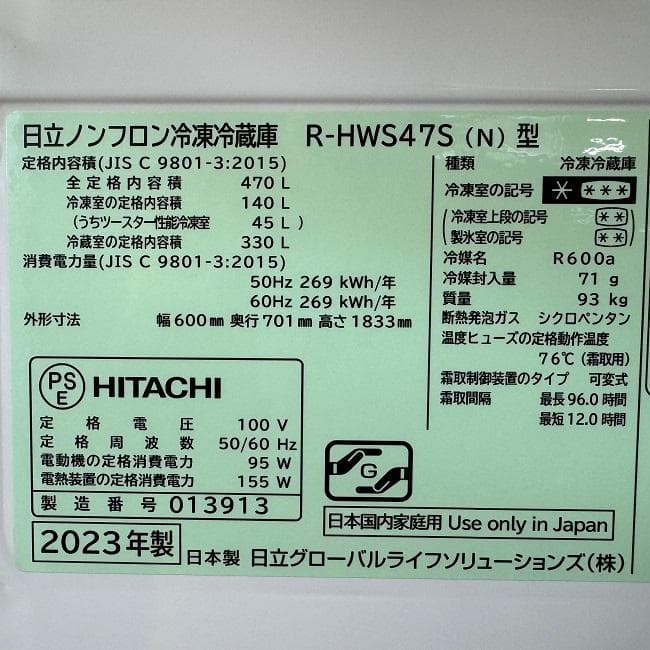 日立ノンフロン冷凍冷蔵庫 R-HWS47S (N) 型
定格内容積(JIS C 9801-3:2015)
全定格内容積 470 L
冷凍室の定格内容積 140 L
(うちツースター性能冷凍室 45 L )
冷蔵室の定格内容積 330 L
消費電力量(JIS C 9801-3:2015)
50Hz 269 kWh/年
60Hz 269 kWh/年
外形寸法 幅 600㎜ 奥行 701㎜ 高さ 1833㎜
種類 冷凍冷蔵庫
冷凍室の記号 * ***
(冷凍室上段の記号 **)
(製氷室の記号 **)
冷媒名 R600a
冷媒封入量 71 g
質量 93 kg
断熱発泡ガス シクロペンタン
温度ヒューズの定格動作温度
76℃(霜取用)
霜取制御装置のタイプ 可変式
霜取間隔 最長 96.0 時間
最短 12.0 時間
PSE HITACHI
定格電圧 100 V
定格周波数 50/60 Hz
電動機の定格消費電力 95 W
電熱装置の定格消費電力 155 W
製造番号 013913
G
日本国内家庭用 Use only in Japan
2023年製 日本製 日立グローバルライフソリューションズ(株)